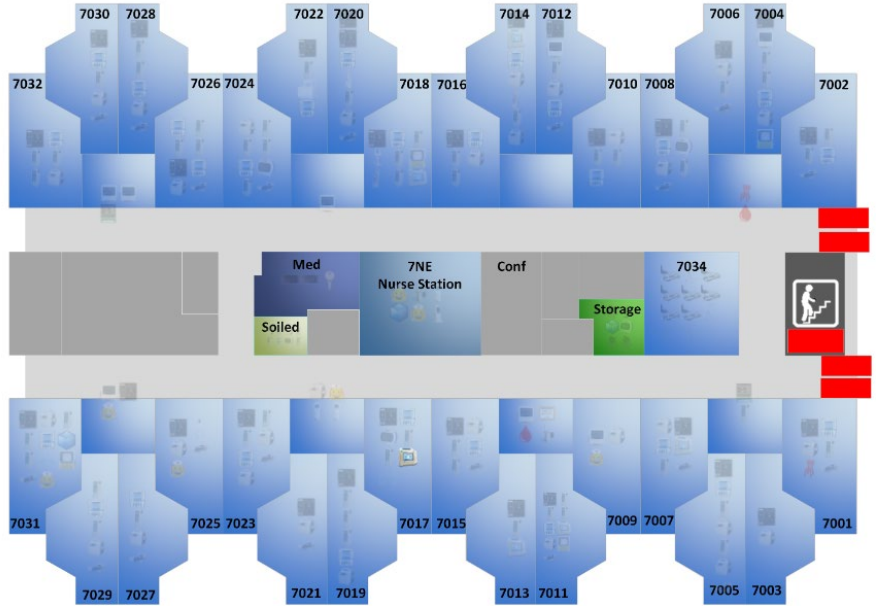 7030 7028 7022 7020 7014 7012 7006 7004
7032 7026 7024 7018 7016 7010 7008 7002
Med 7NE Conf 7034
Nurse Station
Storage
Soiled
7031 7025 7023 7017 7015 7009 7007 7001
7029 7027 7021 7019 7013 7011 7005 7003